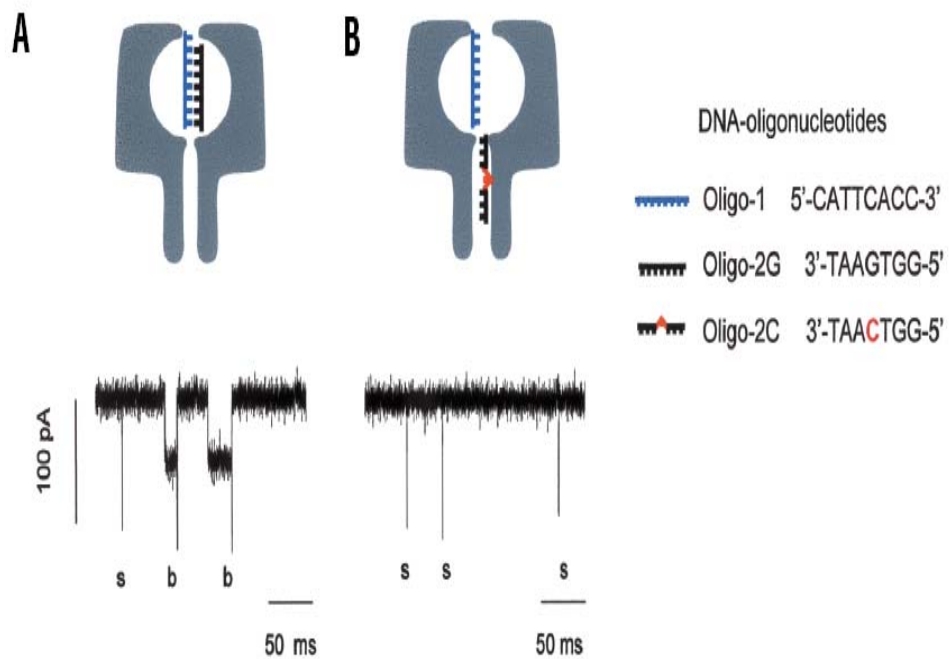 A
B
DNA-oligonucleotides
Oligo-1 5'-CATTCACC-3'
Oligo-2G 3'-TAAGTGG-5'
Oligo-2C 3'-TAACTGG-5'
100 pA
s b b
s s s
50 ms
50 ms